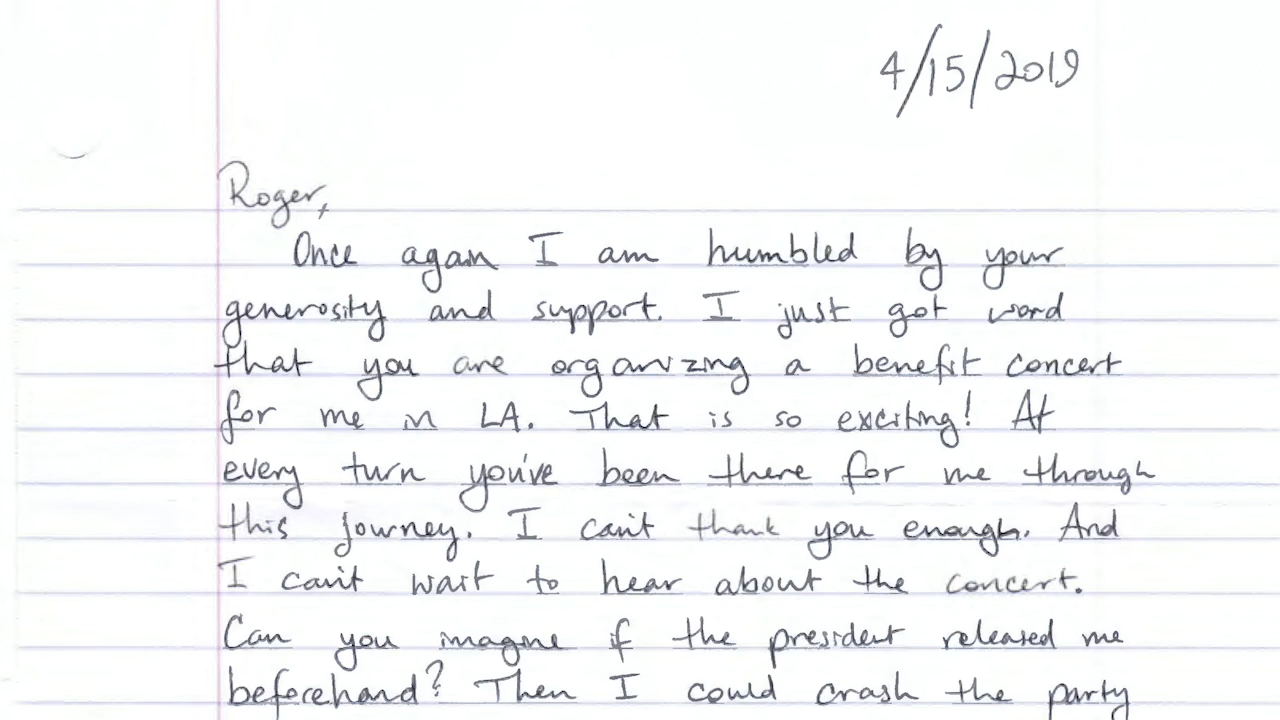 4/15/2019
Roger,
Once again I am humbled by your
generosity and support. I just got word
that you are organizing a benefit concert
for me in LA. That is so exciting! At
every turn you've been there for me through
this journey. I can't thank you enough. And
I can't wait to hear about the concert.
Can you imagine if the president released me
beforehand? Then I could crash the party